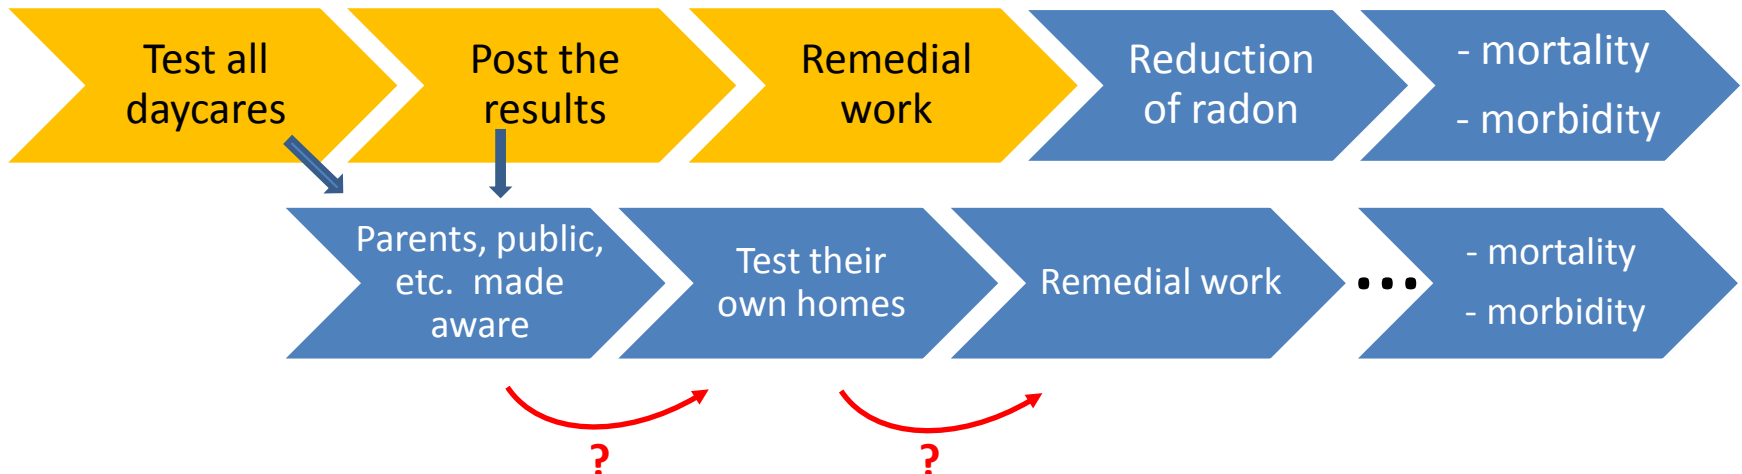 Test all
daycares
Post the
results
Remedial
work
Reduction
of radon
- mortality
- morbidity
Parents, public,
etc. made
aware
Test their
own homes
Remedial work
...
- mortality
- morbidity
?
?